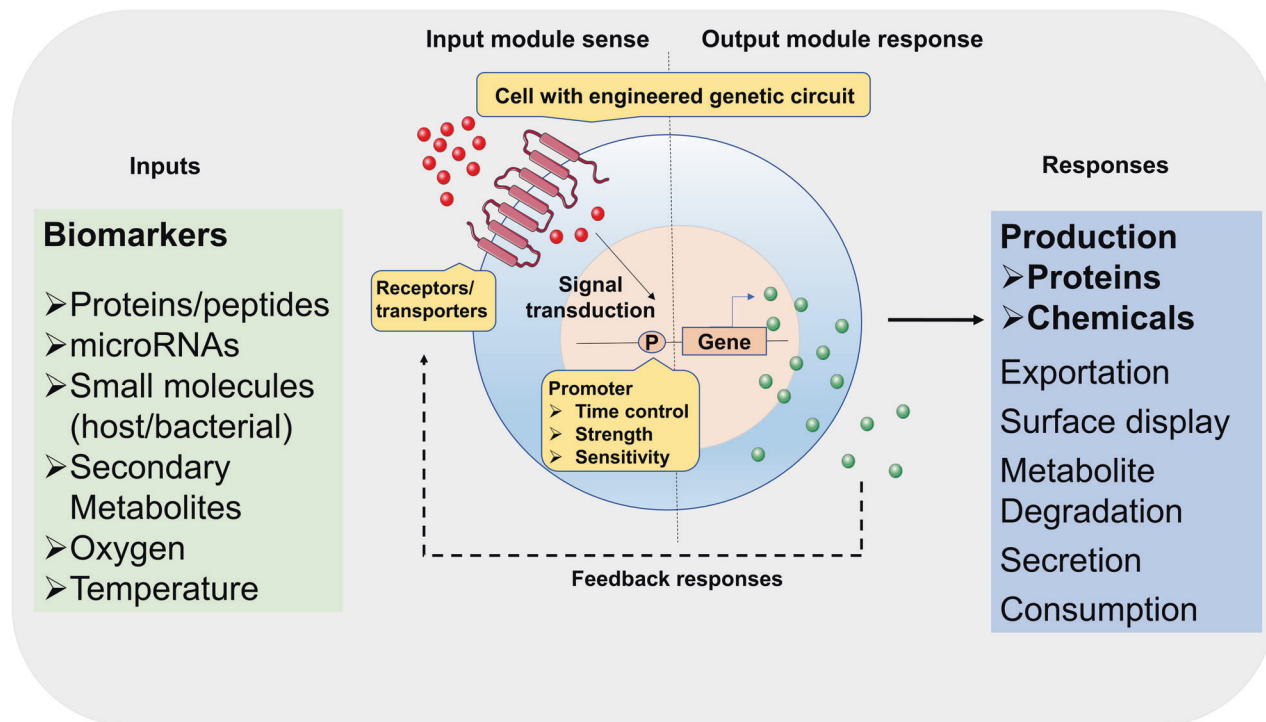 Input module sense
Output module response
Cell with engineered genetic circuit
Inputs
Biomarkers
➢Proteins/peptides
➢microRNAs
➢Small molecules
(host/bacterial)
➢Secondary
Metabolites
➢Oxygen
➢Temperature
Receptors/
transporters
Signal
transduction
P
Gene
Promoter
➢ Time control
➢ Strength
➢ Sensitivity
Feedback responses
Responses
Production
➢Proteins
➢Chemicals
Exportation
Surface display
Metabolite
Degradation
Secretion
Consumption